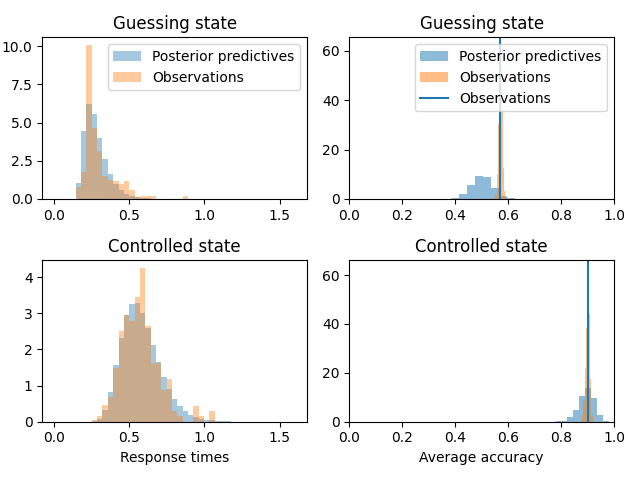 Guessing state
10.0
7.5
5.0
2.5
0.0
0.0 0.5 1.0 1.5
Posterior predictives
Observations
Guessing state
60
40
20
0
0.0 0.2 0.4 0.6 0.8 1.0
Posterior predictives
Observations
Observations
Controlled state
4
3
2
1
0
0.0 0.5 1.0 1.5
Response times
Controlled state
60
40
20
0
0.0 0.2 0.4 0.6 0.8 1.0
Average accuracy